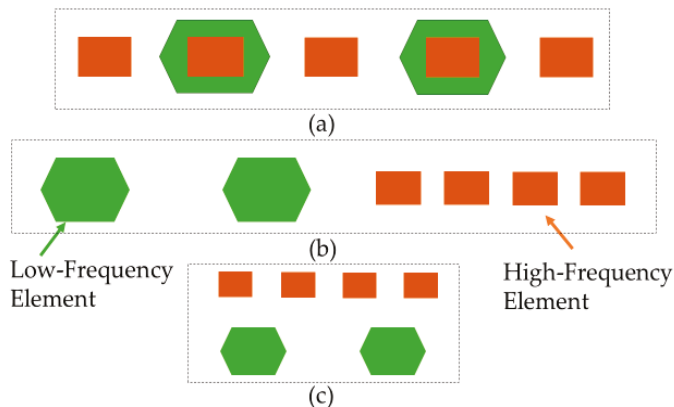 (a)
(b)
Low-Frequency
Element
High-Frequency
Element
(c)